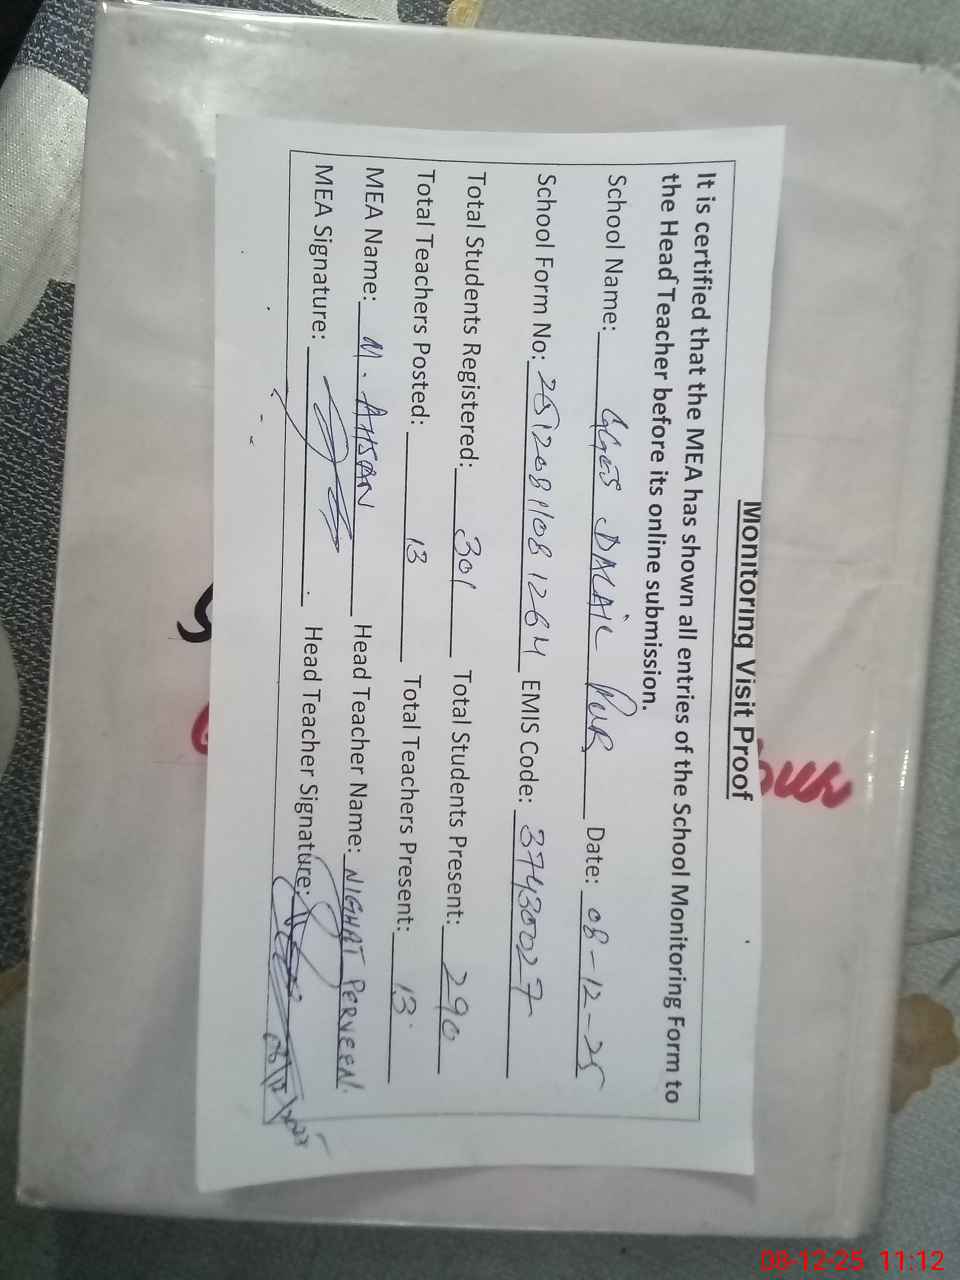 Monitoring Visit Proof
It is certified that the MEA has shown all entries of the School Monitoring Form to
the Head Teacher before its online submission.
School Name: GGES DALAIL PUR Date: 08-12-25
School Form No: EMIS Code: 37430027
Total Students Registered: 301 Total Students Present: 290
Total Teachers Posted: 13 Total Teachers Present: 13
MEA Name: M. AHSAN Head Teacher Name: NIGHAT PERVEEN
MEA Signature: Head Teacher Signature:
08/12/2025
08-12-25 11:12